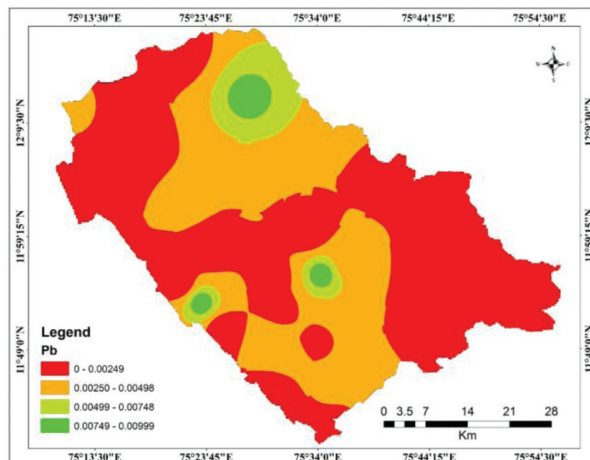 75°13'30"E 75°23'45"E 75°34'0"E 75°44'15"E 75°54'30"E
N
W E
S
12°9'30"N 12°9'30"N
11°59'15"N 11°59'15"N
11°49'0"N 11°49'0"N
Legend
Pb
0 - 0.00249
0.00250 - 0.00498
0.00499 - 0.00748
0.00749 - 0.00999
0 3.5 7 14 21 28
Km
75°13'30"E 75°23'45"E 75°34'0"E 75°44'15"E 75°54'30"E